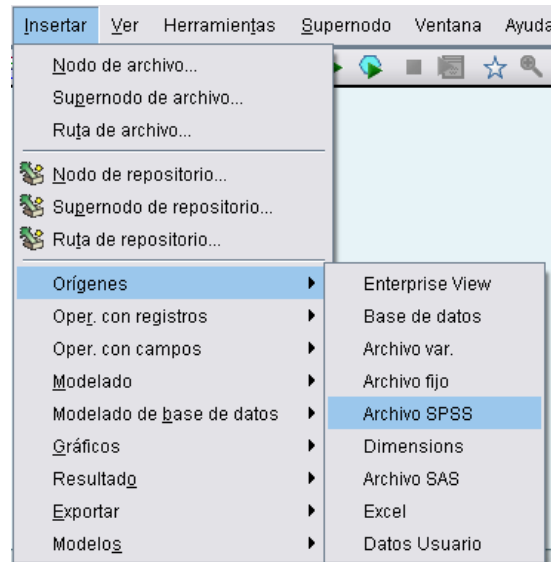 Insertar Ver Herramientas Supernodo Ventana Ayuda
Nodo de archivo...
Supernodo de archivo...
Ruta de archivo...
Nodo de repositorio...
Supernodo de repositorio...
Ruta de repositorio...
Orígenes
Oper. con registros
Oper. con campos
Modelado
Modelado de base de datos
Gráficos
Resultado
Exportar
Modelos
Enterprise View
Base de datos
Archivo var.
Archivo fijo
Archivo SPSS
Dimensions
Archivo SAS
Excel
Datos Usuario